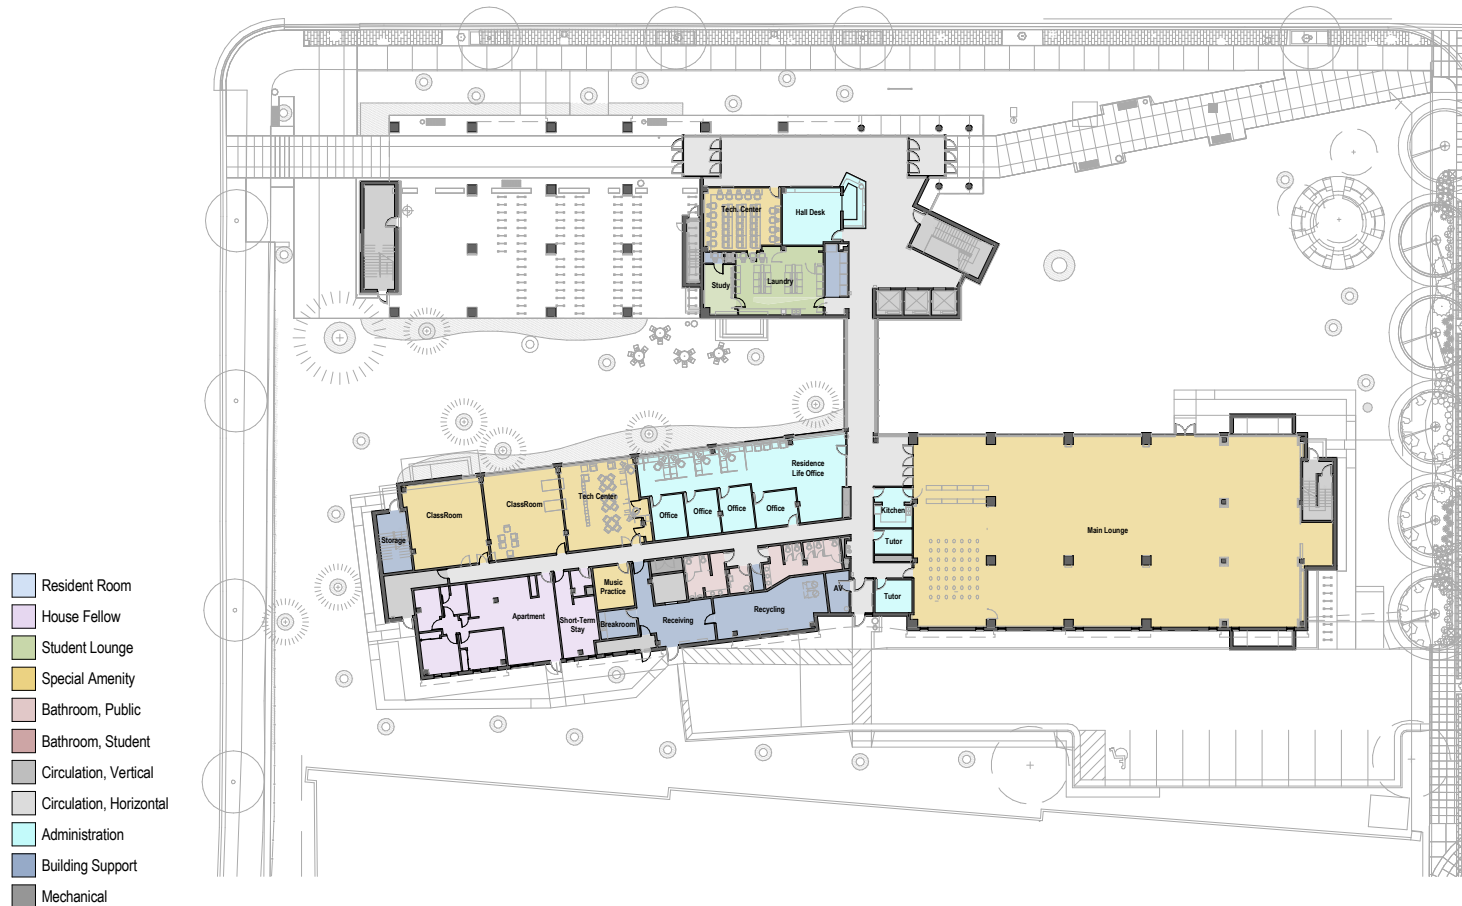 Tech. Center
Hall Desk
Study
Laundry
Residence
Life Office
Tech Center
ClassRoom
ClassRoom
Office
Office
Office
Office
Kitchen
Main Lounge
Storage
Tutor
Music
Practice
AV
Tutor
Apartment
Short-Term
Stay
Breakroom
Receiving
Recycling
Resident Room
House Fellow
Student Lounge
Special Amenity
Bathroom, Public
Bathroom, Student
Circulation, Vertical
Circulation, Horizontal
Administration
Building Support
Mechanical